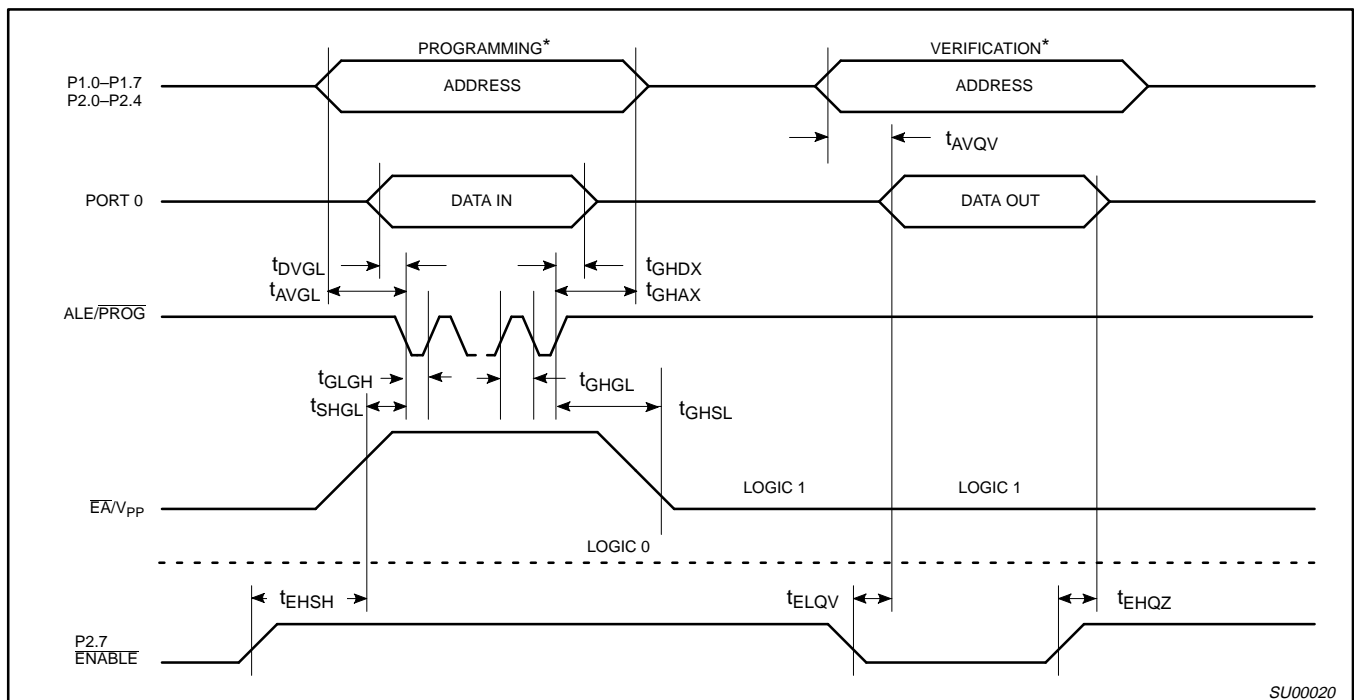 PROGRAMMING*
VERIFICATION*
P1.0–P1.7
P2.0–P2.4
ADDRESS
ADDRESS
tAVQV
PORT 0
DATA IN
DATA OUT
tDVGL
tGHDX
tAVGL
tGHAX
ALE/PROG
tGLGH
tGHGL
tSHGL
tGHSL
LOGIC 1
LOGIC 1
EA/VPP
LOGIC 0
tEHSH
tELQV
tEHQZ
P2.7
ENABLE
SU00020